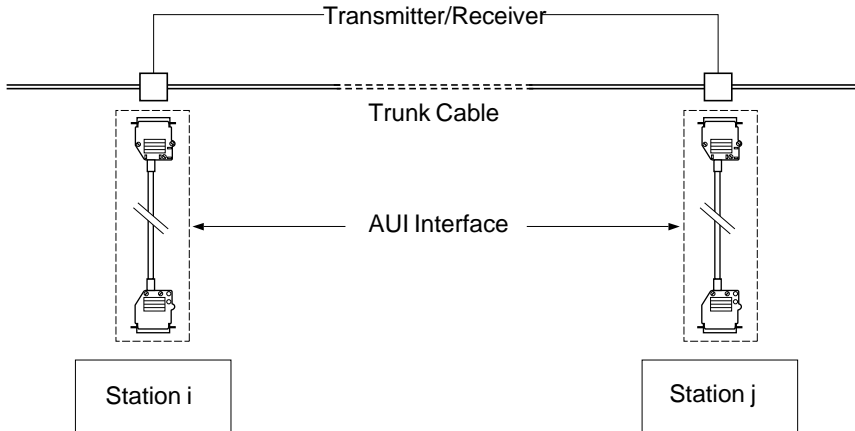 Transmitter/Receiver
Trunk Cable
AUI Interface
Station i
Station j